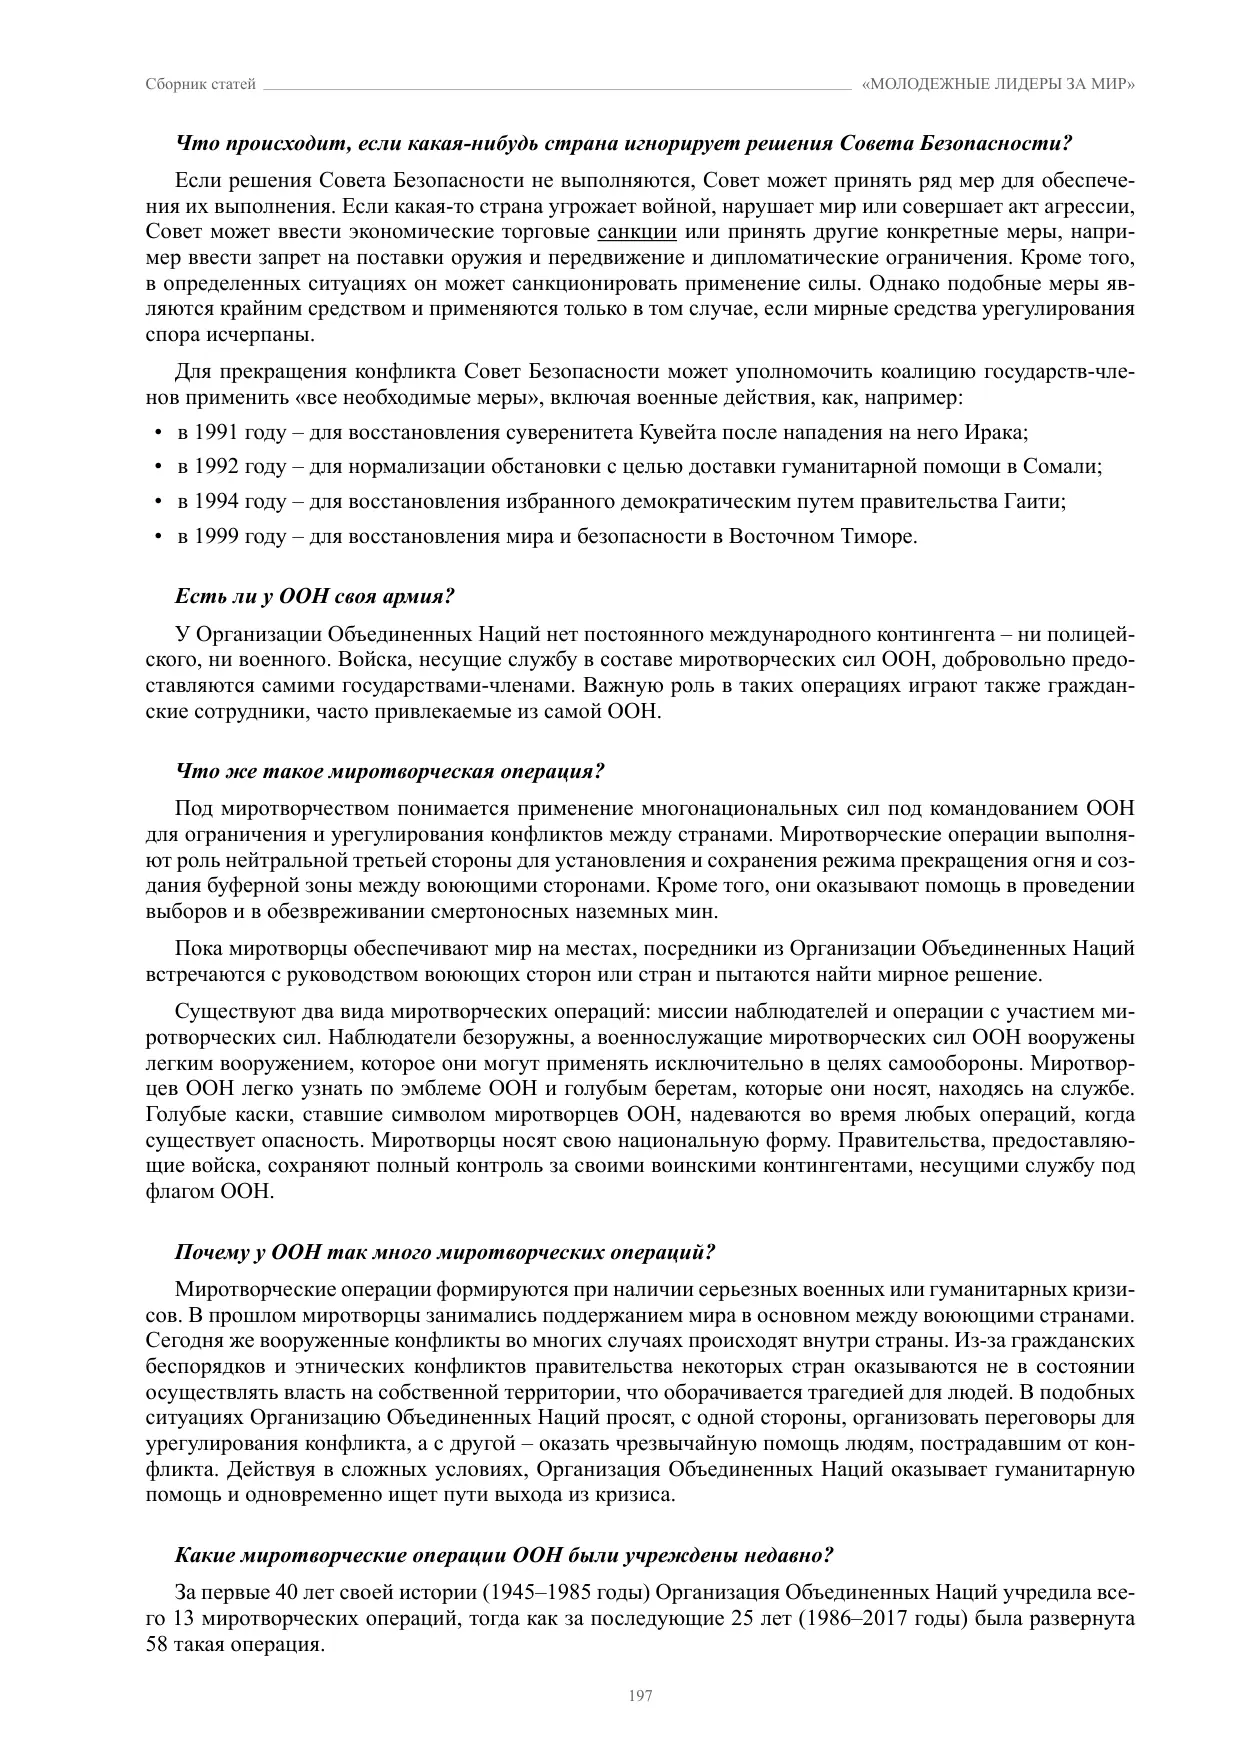 Сборник статей «МОЛОДЕЖНЫЕ ЛИДЕРЫ ЗА МИР»
Что происходит, если какая-нибудь страна игнорирует решения Совета Безопасности?
Если решения Совета Безопасности не выполняются, Совет может принять ряд мер для обеспече-
ния их выполнения. Если какая-то страна угрожает войной, нарушает мир или совершает акт агрессии,
Совет может ввести экономические торговые санкции или принять другие конкретные меры, напри-
мер ввести запрет на поставки оружия и передвижение и дипломатические ограничения. Кроме того,
в определенных ситуациях он может санкционировать применение силы. Однако подобные меры яв-
ляются крайним средством и применяются только в том случае, если мирные средства урегулирования
спора исчерпаны.
Для прекращения конфликта Совет Безопасности может уполномочить коалицию государств-чле-
нов применить «все необходимые меры», включая военные действия, как, например:
• в 1991 году – для восстановления суверенитета Кувейта после нападения на него Ирака;
• в 1992 году – для нормализации обстановки с целью доставки гуманитарной помощи в Сомали;
• в 1994 году – для восстановления избранного демократическим путем правительства Гаити;
• в 1999 году – для восстановления мира и безопасности в Восточном Тиморе.
Есть ли у ООН своя армия?
У Организации Объединенных Наций нет постоянного международного контингента – ни полицей-
ского, ни военного. Войска, несущие службу в составе миротворческих сил ООН, добровольно предо-
ставляются самими государствами-членами. Важную роль в таких операциях играют также граждан-
ские сотрудники, часто привлекаемые из самой ООН.
Что же такое миротворческая операция?
Под миротворчеством понимается применение многонациональных сил под командованием ООН
для ограничения и урегулирования конфликтов между странами. Миротворческие операции выполня-
ют роль нейтральной третьей стороны для установления и сохранения режима прекращения огня и соз-
дания буферной зоны между воюющими сторонами. Кроме того, они оказывают помощь в проведении
выборов и в обезвреживании смертоносных наземных мин.
Пока миротворцы обеспечивают мир на местах, посредники из Организации Объединенных Наций
встречаются с руководством воюющих сторон или стран и пытаются найти мирное решение.
Существуют два вида миротворческих операций: миссии наблюдателей и операции с участием ми-
ротворческих сил. Наблюдатели безоружны, а военнослужащие миротворческих сил ООН вооружены
легким вооружением, которое они могут применять исключительно в целях самообороны. Миротвор-
цев ООН легко узнать по эмблеме ООН и голубым беретам, которые они носят, находясь на службе.
Голубые каски, ставшие символом миротворцев ООН, надеваются во время любых операций, когда
существует опасность. Миротворцы носят свою национальную форму. Правительства, предоставляю-
щие войска, сохраняют полный контроль за своими воинскими контингентами, несущими службу под
флагом ООН.
Почему у ООН так много миротворческих операций?
Миротворческие операции формируются при наличии серьезных военных или гуманитарных кризи-
сов. В прошлом миротворцы занимались поддержанием мира в основном между воюющими странами.
Сегодня же вооруженные конфликты во многих случаях происходят внутри страны. Из-за гражданских
беспорядков и этнических конфликтов правительства некоторых стран оказываются не в состоянии
осуществлять власть на собственной территории, что оборачивается трагедией для людей. В подобных
ситуациях Организацию Объединенных Наций просят, с одной стороны, организовать переговоры для
урегулирования конфликта, а с другой – оказать чрезвычайную помощь людям, пострадавшим от кон-
фликта. Действуя в сложных условиях, Организация Объединенных Наций оказывает гуманитарную
помощь и одновременно ищет пути выхода из кризиса.
Какие миротворческие операции ООН были учреждены недавно?
За первые 40 лет своей истории (1945–1985 годы) Организация Объединенных Наций учредила все-
го 13 миротворческих операций, тогда как за последующие 25 лет (1986–2017 годы) была развернута
58 такая операция.
197